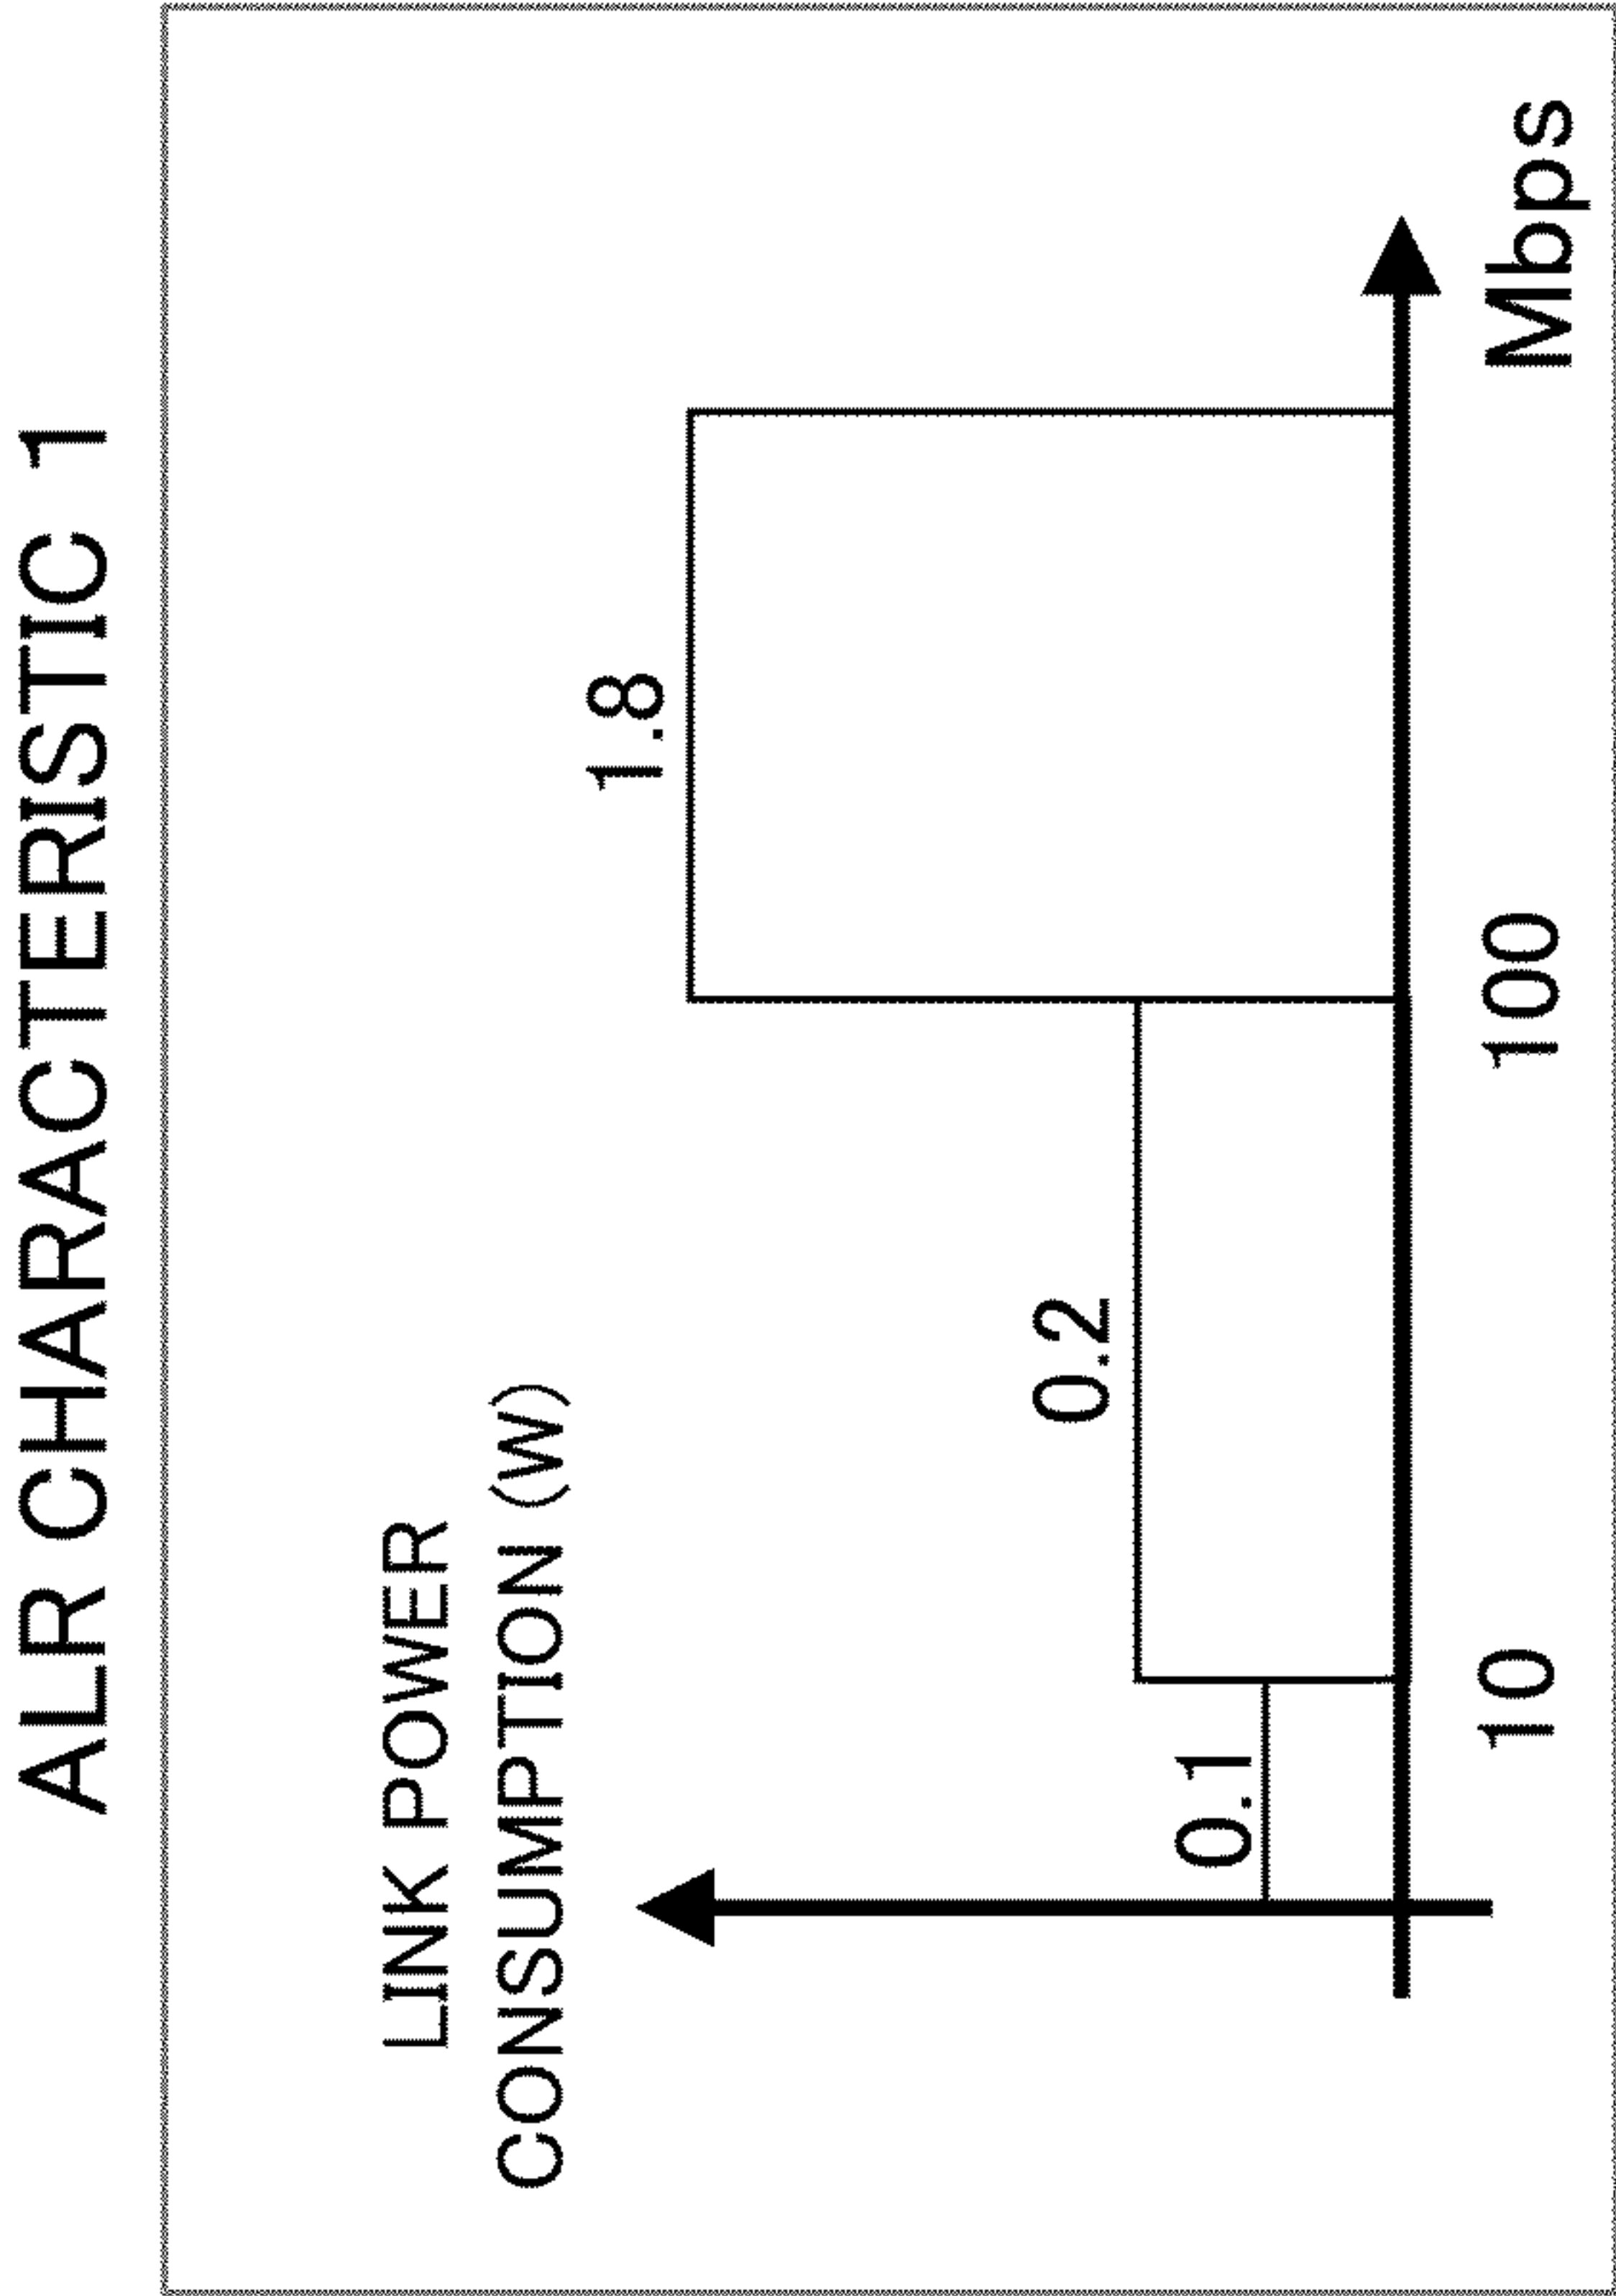 ALR CHARACTERISTIC 1
LINK POWER
CONSUMPTION (W)
1.8
0.2
0.1
10
100
Mbps